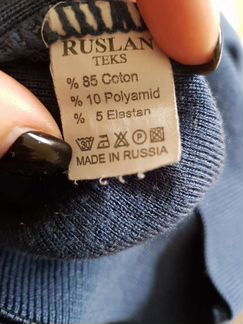 RUSLAN
TEKS
% 85 Coton
% 10 Polyamid
% 5 Elastan
MADE IN RUSSIA